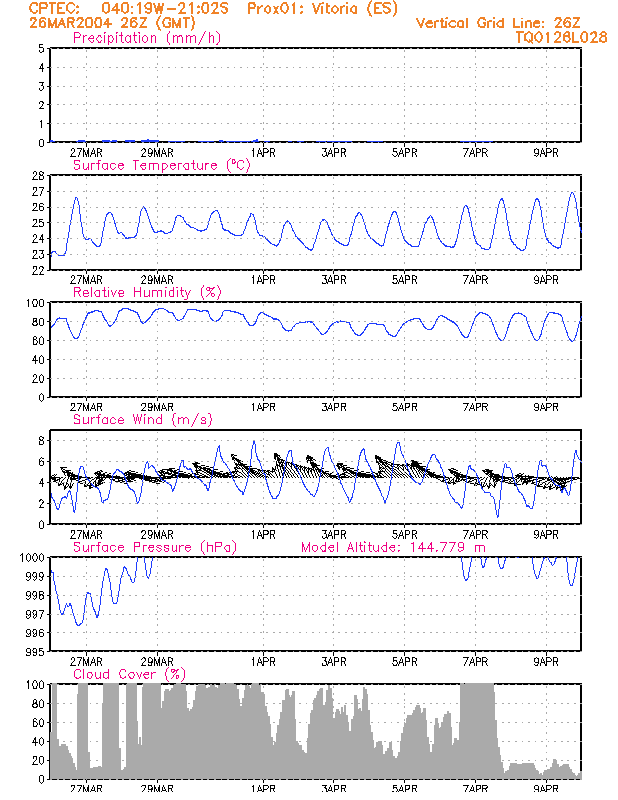 CPTEC: 040:19W-21:02S Prox01: Vitoria (ES)
26MAR2004 26Z (GMT) Vertical Grid Line: 26Z
Precipitation (mm/h) TQ0126L028
5
4
3
2
1
0
27MAR 29MAR 1APR 3APR 5APR 7APR 9APR
Surface Temperature (ºC)
28
27
26
25
24
23
22
27MAR 29MAR 1APR 3APR 5APR 7APR 9APR
Relative Humidity (%)
100
80
60
40
20
0
27MAR 29MAR 1APR 3APR 5APR 7APR 9APR
Surface Wind (m/s)
8
6
4
2
0
27MAR 29MAR 1APR 3APR 5APR 7APR 9APR
Surface Pressure (hPa) Model Altitude: 144.779 m
1000
999
998
997
996
995
27MAR 29MAR 1APR 3APR 5APR 7APR 9APR
Cloud Cover (%)
100
80
60
40
20
0
27MAR 29MAR 1APR 3APR 5APR 7APR 9APR